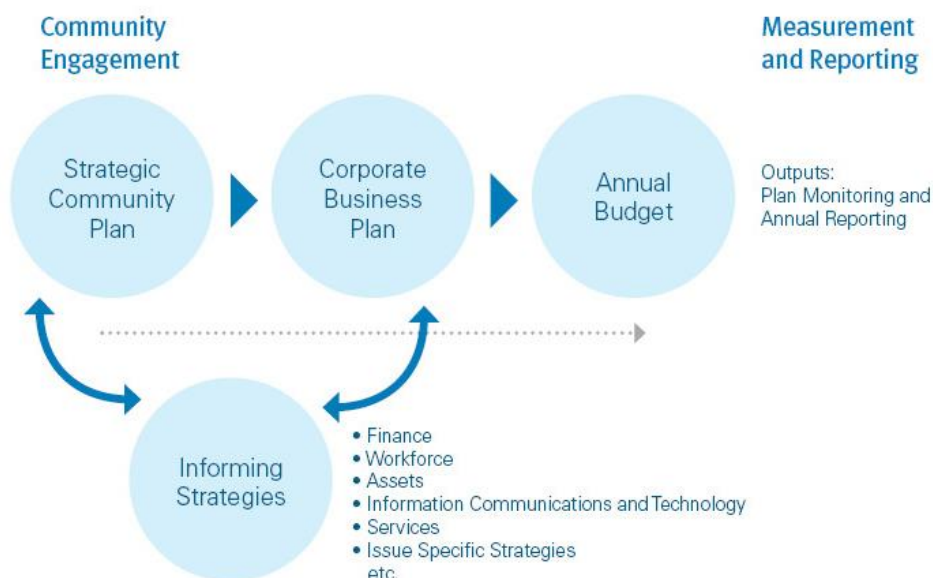 Community
Engagement
Measurement
and Reporting
Strategic
Community
Plan
Corporate
Business
Plan
Annual
Budget
Outputs:
Plan Monitoring and
Annual Reporting
Informing
Strategies
• Finance
• Workforce
• Assets
• Information Communications and Technology
• Services
• Issue Specific Strategies
etc